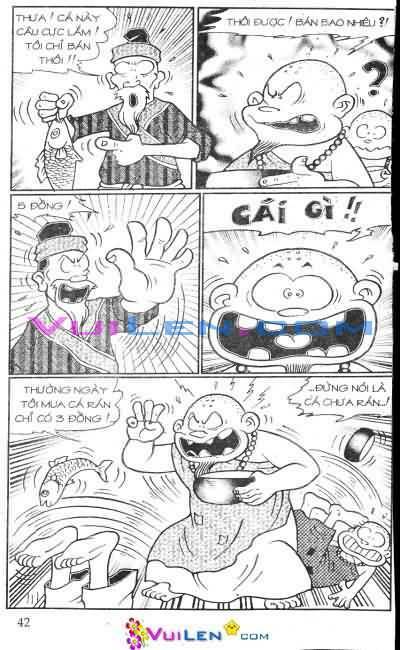 THƯA! CÁ NÀY
CÂU CỰC LẮM!
TÔI CHỈ BÁN
THÔI!!
THÔI ĐƯỢC! BÁN BAO NHIÊU?!
?
5 ĐỒNG!
CÁI GÌ!!
VUILEN.COM
THƯỜNG NGÀY
TÔI MUA CÁ RÁN
CHỈ CÓ 3 ĐỒNG!
..ĐỪNG NÓI LÀ
CÁ CHƯA RÁN..!
42
VUILEN.COM